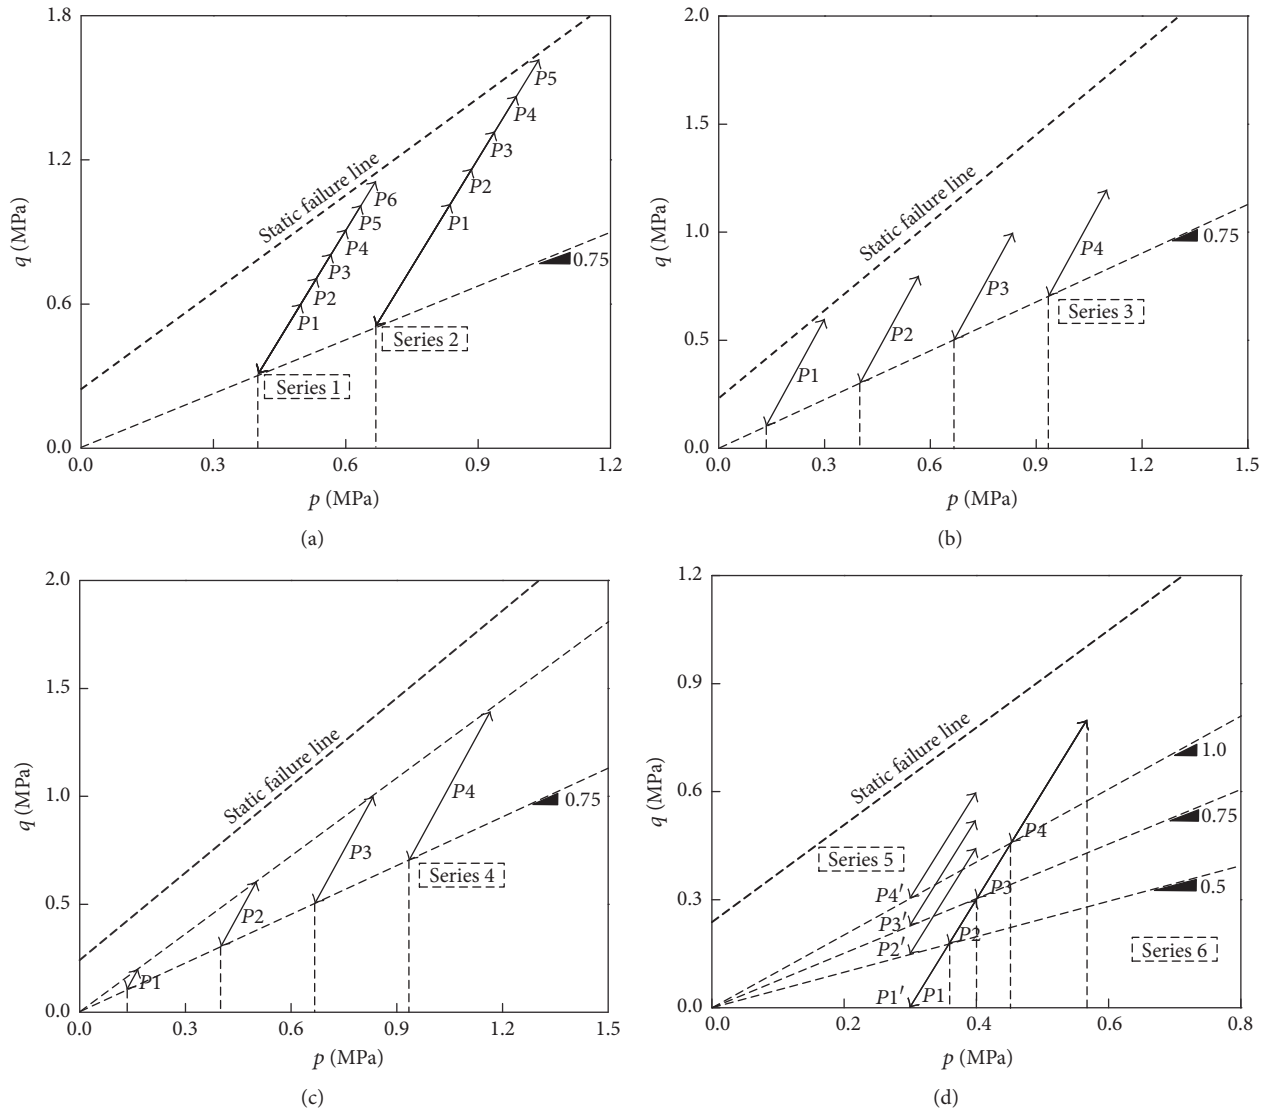 1.8
1.2
0.6
0.0
q (MPa)
Static failure line
P1
P2
P3
P4
P5
P6
P1
P2
P3
P4
P5
Series 1
Series 2
0.75
0.0
0.3
0.6
0.9
1.2
p (MPa)
(a)
2.0
1.5
1.0
0.5
0.0
q (MPa)
Static failure line
P1
P2
P3
P4
Series 3
0.75
0.0
0.3
0.6
0.9
1.2
1.5
p (MPa)
(b)
2.0
1.5
1.0
0.5
0.0
q (MPa)
Static failure line
P1
P2
P3
P4
Series 4
0.75
0.0
0.3
0.6
0.9
1.2
1.5
p (MPa)
(c)
1.2
0.9
0.6
0.3
0.0
q (MPa)
Static failure line
Series 5
P4′
P3′
P2′
P1′
P1
P2
P3
P4
1.0
0.75
0.5
Series 6
0.0
0.2
0.4
0.6
0.8
p (MPa)
(d)